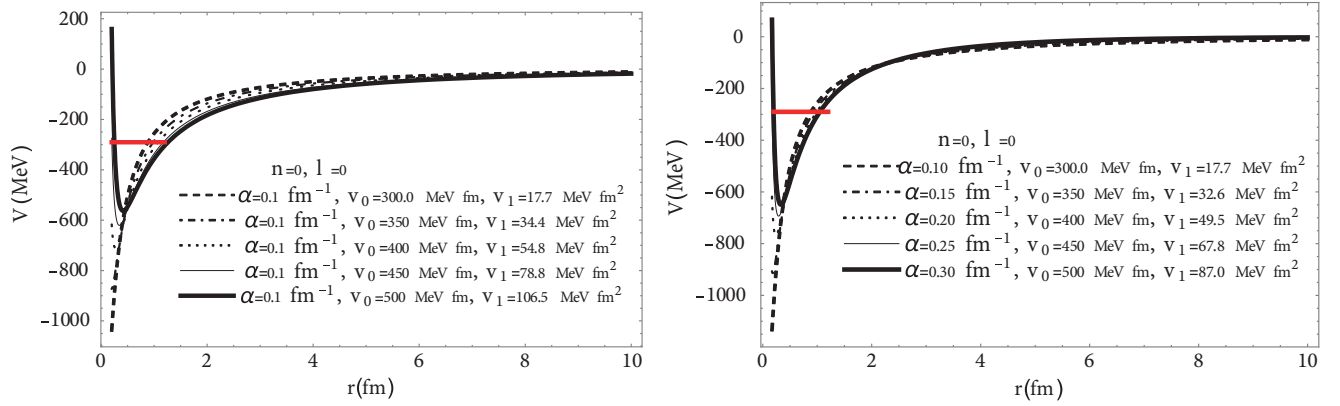 200
0
−200
−400
−600
−800
−1000
V(MeV)
n=0, l =0
α=0.1 fm⁻¹, v₀=300.0 MeV fm, v₁=17.7 MeV fm²
α=0.1 fm⁻¹, v₀=350 MeV fm, v₁=34.4 MeV fm²
α=0.1 fm⁻¹, v₀=400 MeV fm, v₁=54.8 MeV fm²
α=0.1 fm⁻¹, v₀=450 MeV fm, v₁=78.8 MeV fm²
α=0.1 fm⁻¹, v₀=500 MeV fm, v₁=106.5 MeV fm²
0 2 4 6 8 10
r(fm)
0
−200
−400
−600
−800
−1000
V(MeV)
n=0, l=0
α=0.10 fm⁻¹, v₀=300.0 MeV fm, v₁=17.7 MeV fm²
α=0.15 fm⁻¹, v₀=350 MeV fm, v₁=32.6 MeV fm²
α=0.20 fm⁻¹, v₀=400 MeV fm, v₁=49.5 MeV fm²
α=0.25 fm⁻¹, v₀=450 MeV fm, v₁=67.8 MeV fm²
α=0.30 fm⁻¹, v₀=500 MeV fm, v₁=87.0 MeV fm²
0 2 4 6 8 10
r(fm)